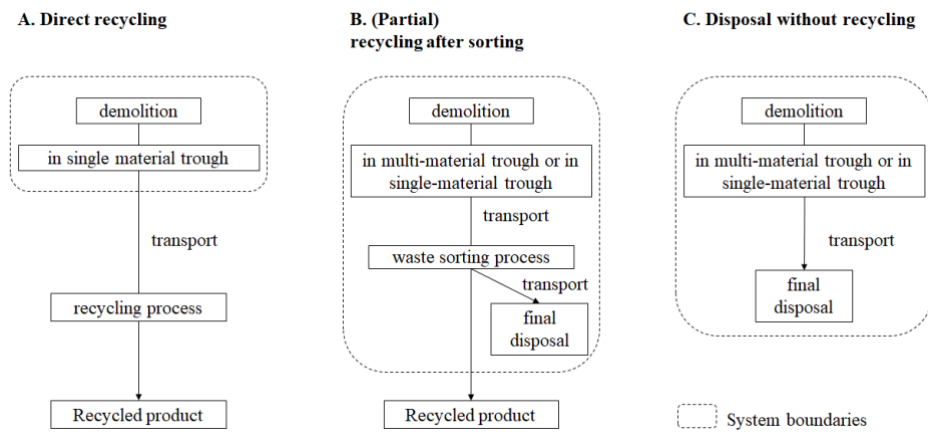 A. Direct recycling
demolition
in single material trough
transport
recycling process
Recycled product
B. (Partial)
recycling after sorting
demolition
in multi-material trough or in
single-material trough
transport
waste sorting process
transport
final
disposal
Recycled product
C. Disposal without recycling
demolition
in multi-material trough or in
single-material trough
transport
final
disposal
System boundaries